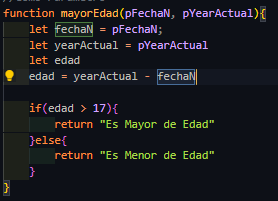 function mayorEdad(pFechaN, pYearActual){
let fechaN = pFechaN;
let yearActual = pYearActual
let edad
edad = yearActual - fechaN
if(edad > 17){
return "Es Mayor de Edad"
}else{
return "Es Menor de Edad"
}
}